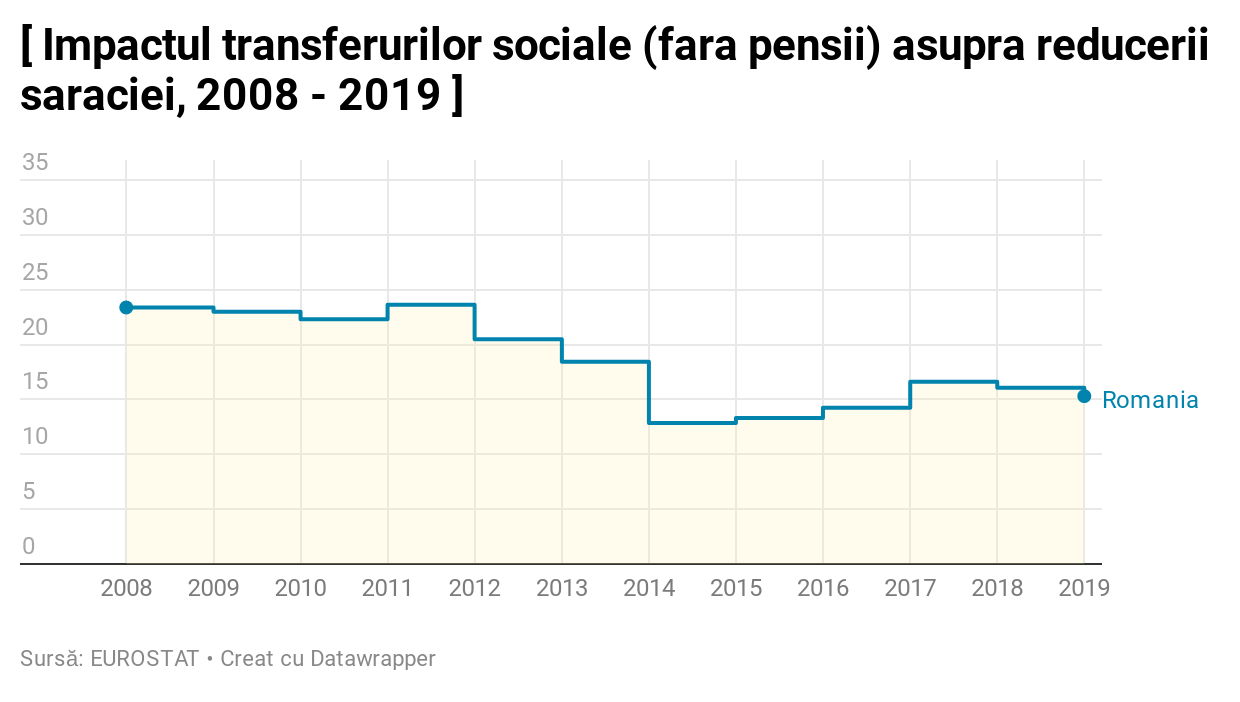 [ Impactul transferurilor sociale (fara pensii) asupra reducerii
saraciei, 2008 - 2019 ]
35
30
25
20
15
10
5
0
Romania
2008 2009 2010 2011 2012 2013 2014 2015 2016 2017 2018 2019
Sursă: EUROSTAT • Creat cu Datawrapper